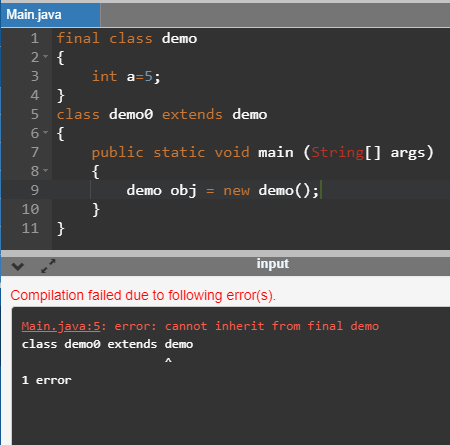 Main.java
1 final class demo
2 {
3 int a=5;
4 }
5 class demo0 extends demo
6 {
7 public static void main (String[] args)
8 {
9 demo obj = new demo();
10 }
11 }
input
Compilation failed due to following error(s).
Main.java:5: error: cannot inherit from final demo
class demo0 extends demo
^
1 error